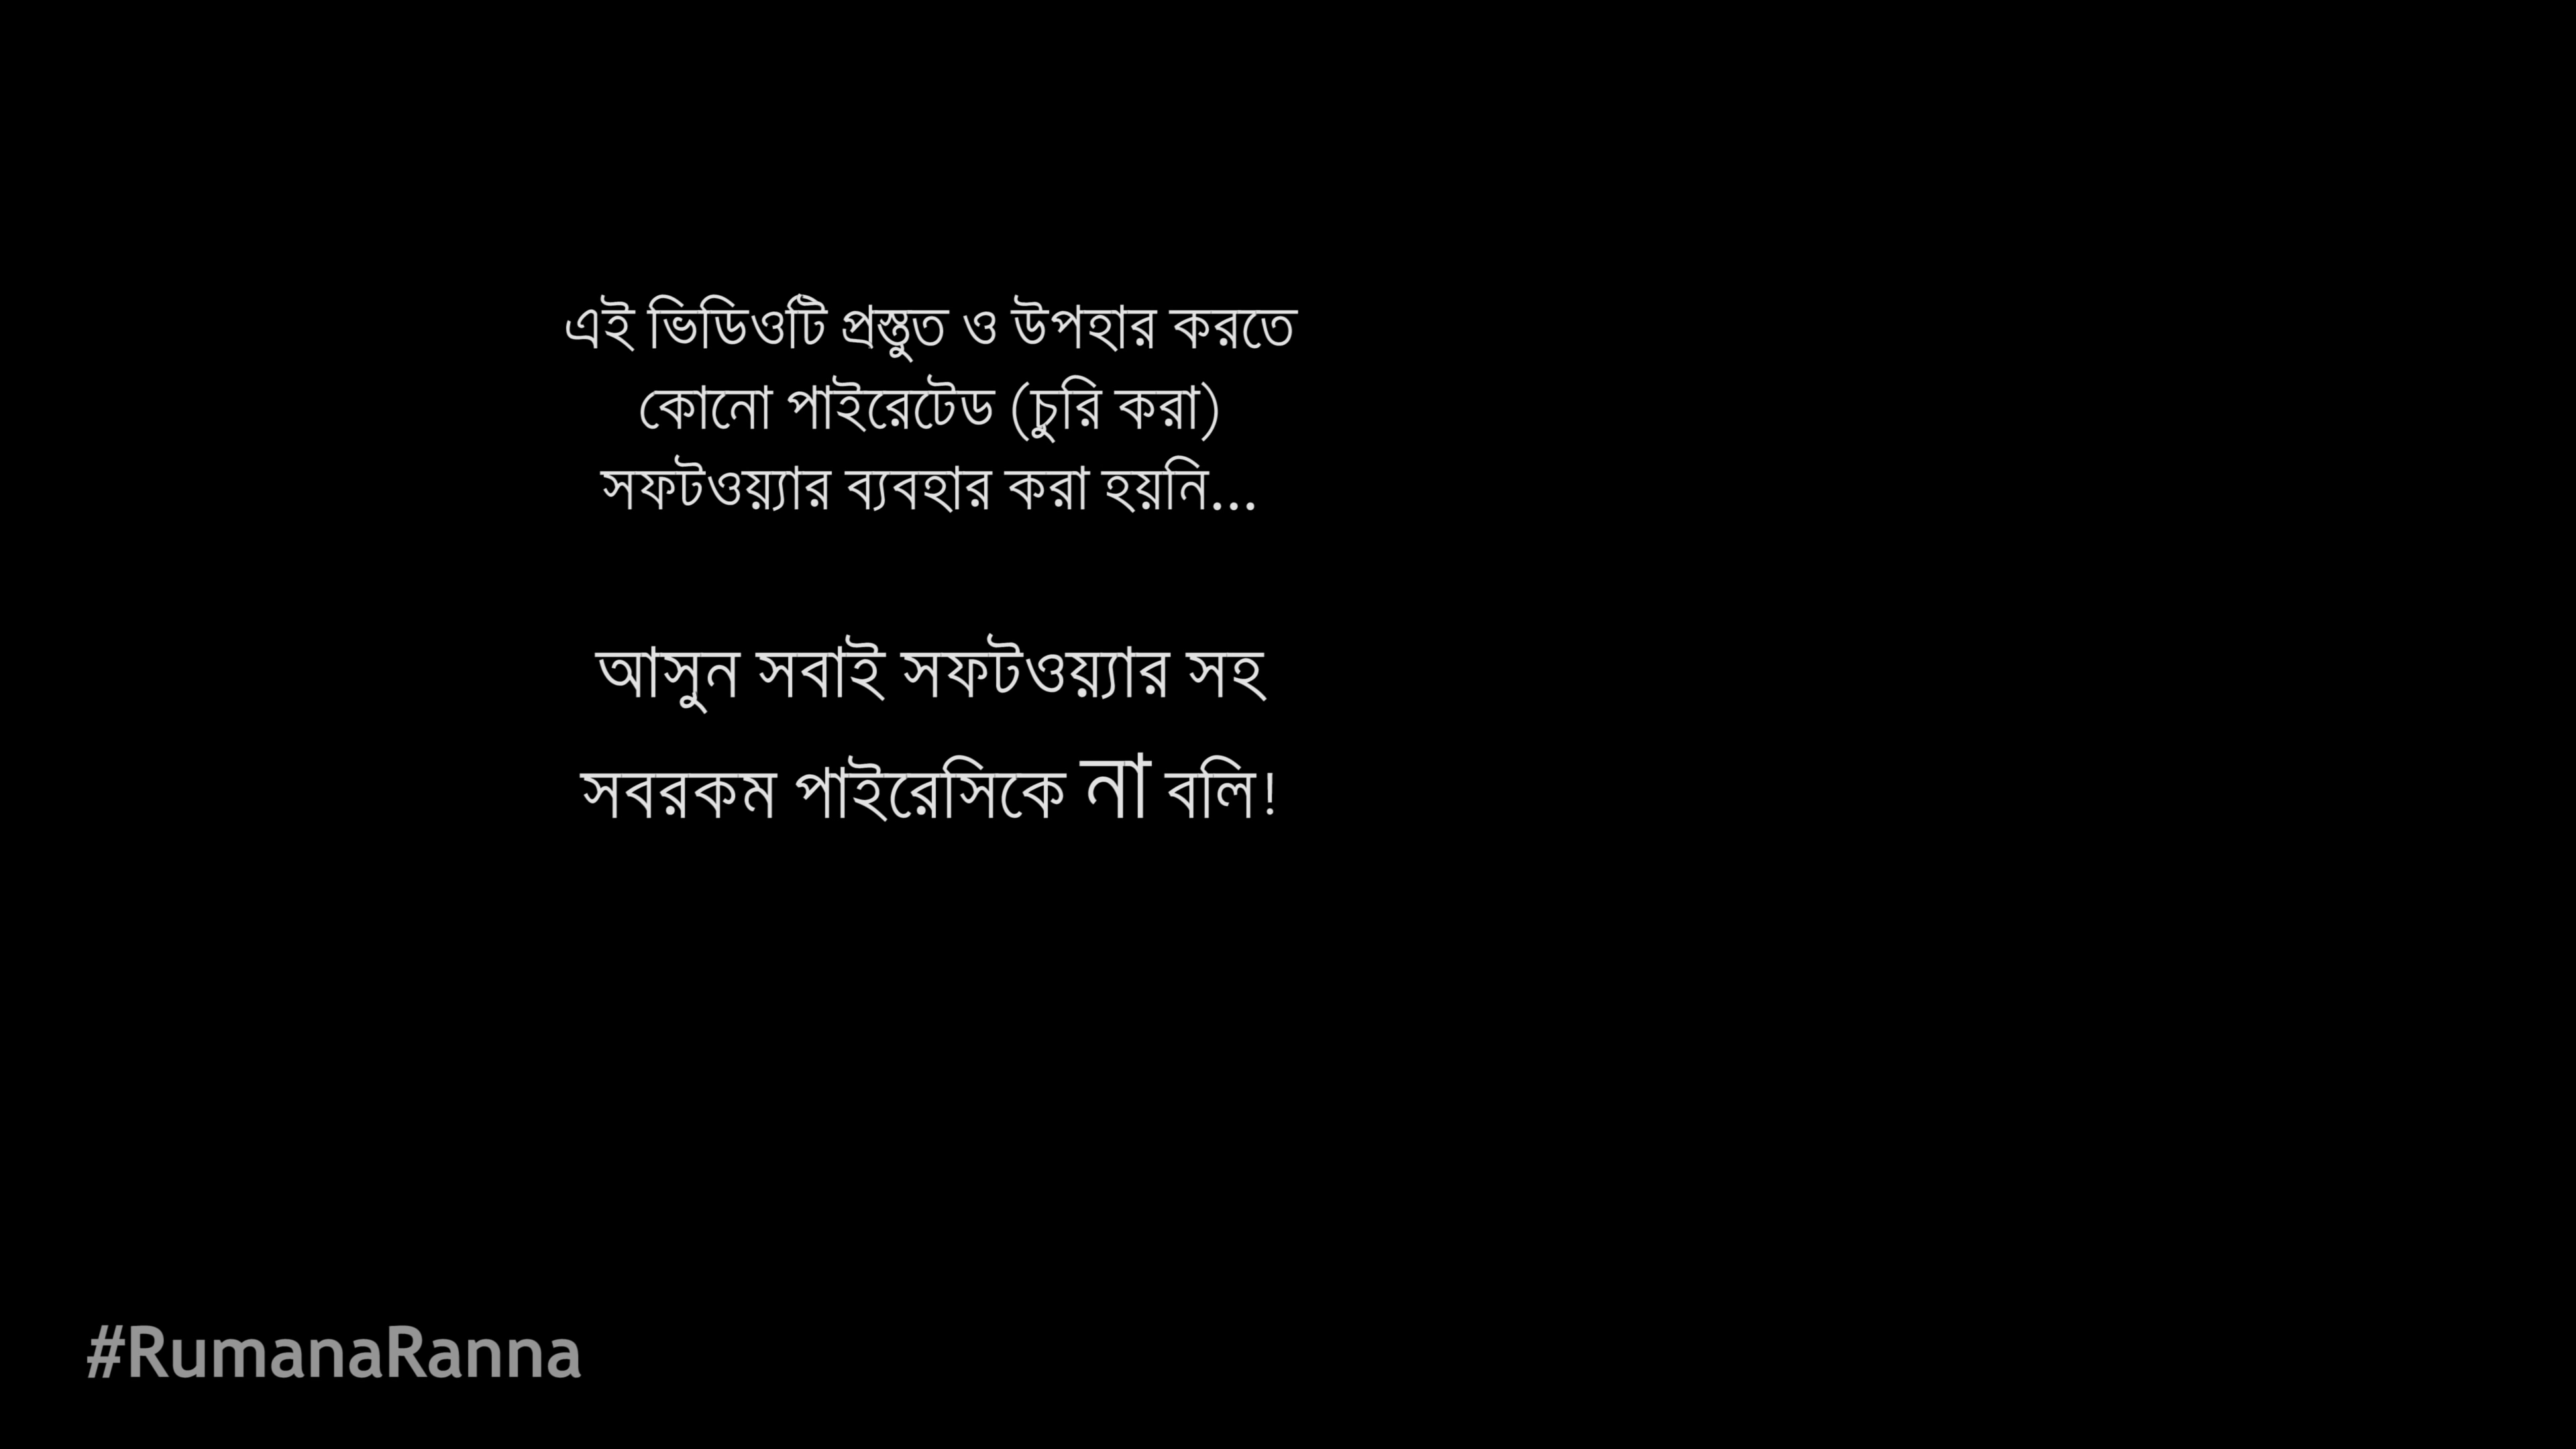 এই ভিডিওটি প্রস্তুত ও উপহার করতে
কোনো পাইরেটেড (চুরি করা)
সফটওয়্যার ব্যবহার করা হয়নি...
আসুন সবাই সফটওয়্যার সহ
সবরকম পাইরেসিকে না বলি!
#RumanaRanna